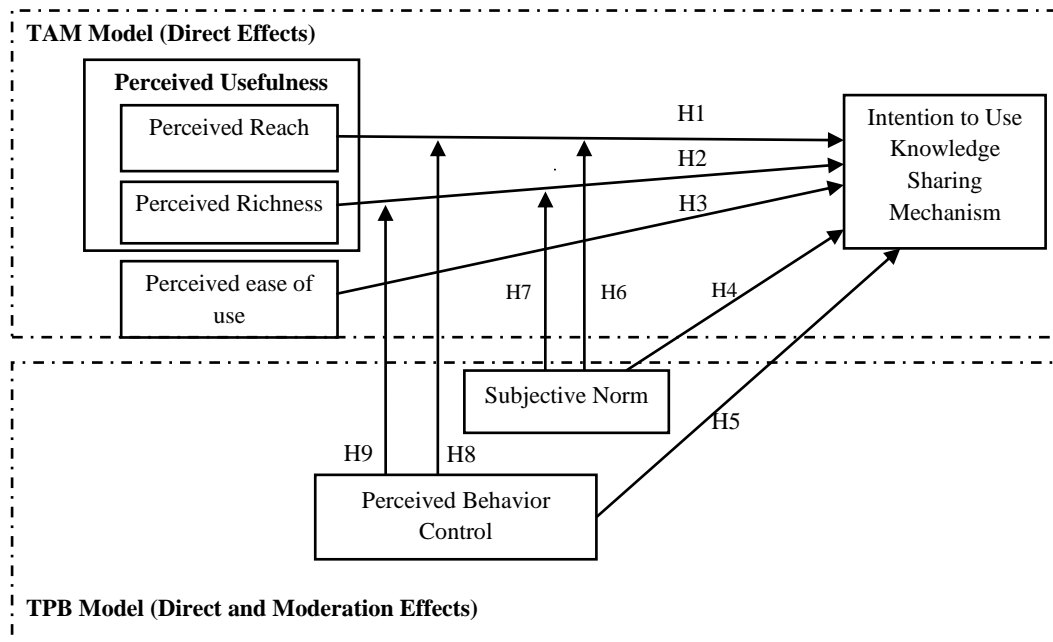 TAM Model (Direct Effects)
Perceived Usefulness
Perceived Reach
H1
Intention to Use
Knowledge
Sharing
Mechanism
H2
Perceived Richness
H3
Perceived ease of
use
H7
H6
H4
Subjective Norm
H5
H9
H8
Perceived Behavior
Control
TPB Model (Direct and Moderation Effects)